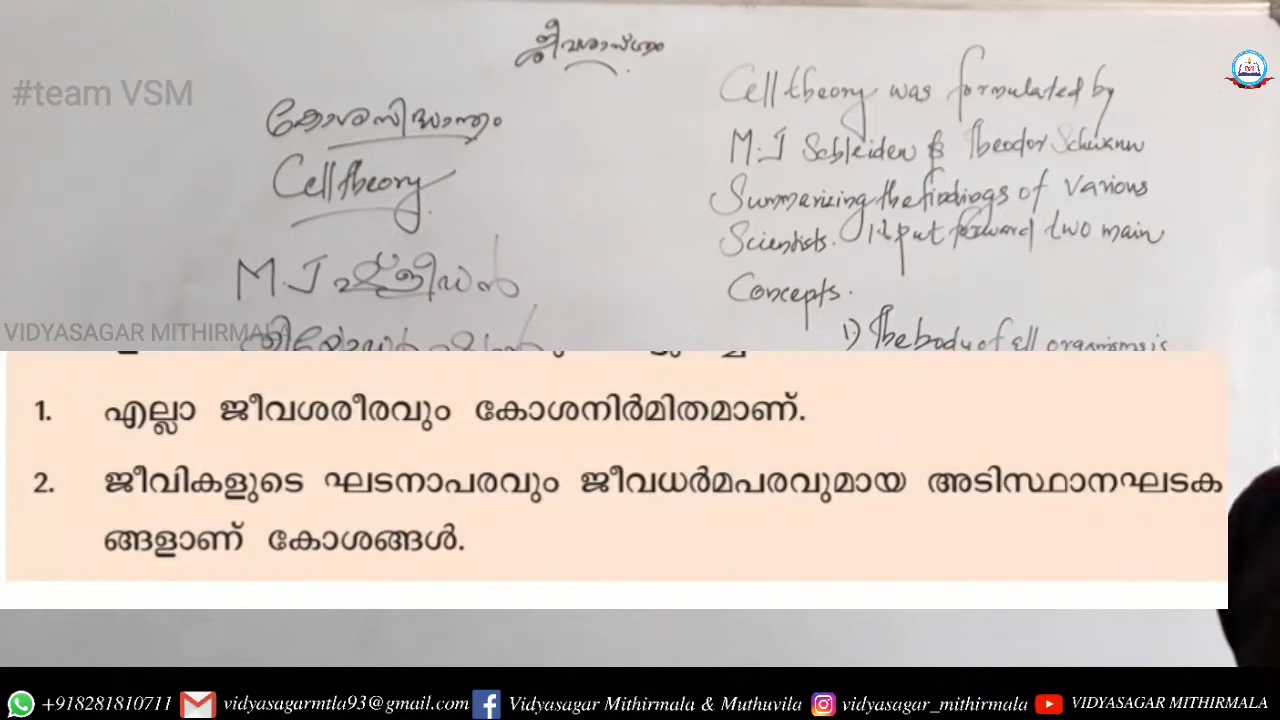 ജീവശാസ്ത്രം
#team VSM
കോശസിദ്ധാന്തം
Cell theory
M.J ഷ്ളീഡൻ
VIDYASAGAR MITHIRMALA
തിയോഡർ ഷ്വാൻ
Cell theory was formulated by
M.J Schleiden & Theodor Schwann
Summarizing the findings of various
Scientists. It put forward two main
Concepts.
1) The body of all organisms is
1. എല്ലാ ജീവശരീരവും കോശനിർമിതമാണ്.
2. ജീവികളുടെ ഘടനാപരവും ജീവധർമപരവുമായ അടിസ്ഥാനഘടക
ങ്ങളാണ് കോശങ്ങൾ.
+918281810711 vidyasagarmtla93@gmail.com Vidyasagar Mithirmala & Muthuvila vidyasagar_mithirmala VIDYASAGAR MITHIRMALA